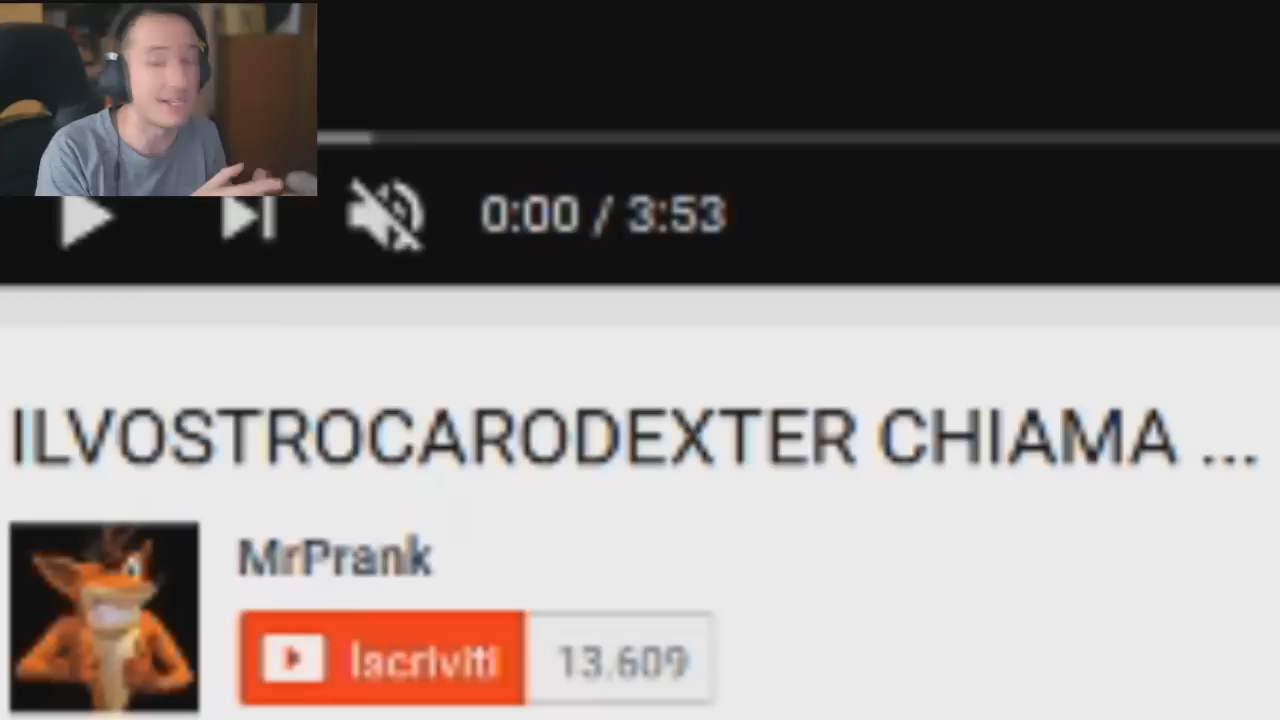 0:00 / 3:53
ILVOSTROCARODEXTER CHIAMA ...
MrPrank
Iscriviti 13.609